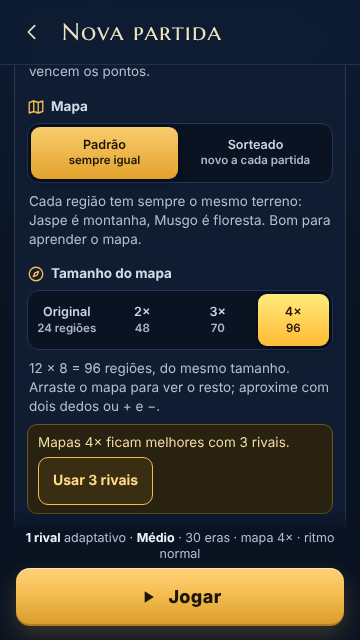 Nova partida
vencem os pontos.
Mapa
Padrão
sempre igual
Sorteado
novo a cada partida
Cada região tem sempre o mesmo terreno:
Jaspe é montanha, Musgo é floresta. Bom para
aprender o mapa.
Tamanho do mapa
Original
24 regiões
2×
48
3×
70
4×
96
12 × 8 = 96 regiões, do mesmo tamanho.
Arraste o mapa para ver o resto; aproxime com
dois dedos ou + e −.
Mapas 4× ficam melhores com 3 rivais.
Usar 3 rivais
1 rival adaptativo · Médio · 30 eras · mapa 4× · ritmo
normal
Jogar